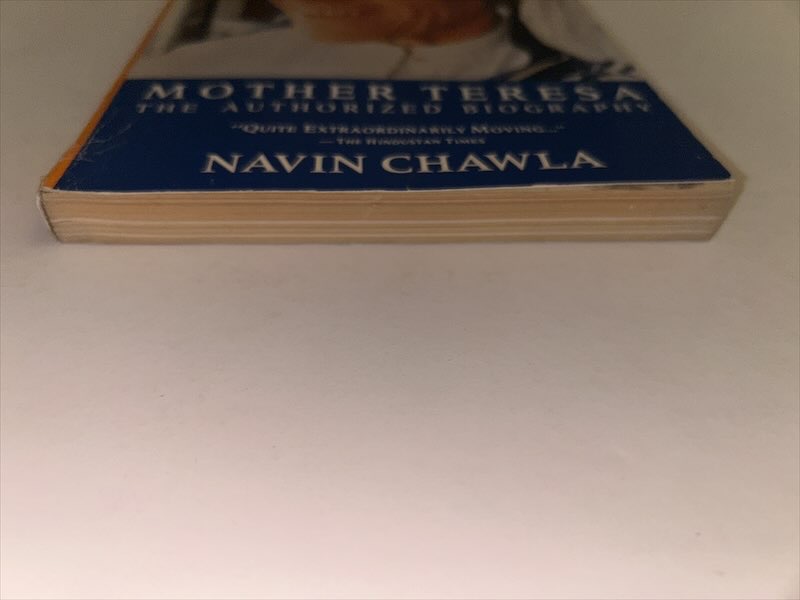 MOTHER TERESA
THE AUTHORIZED BIOGRAPHY
"QUITE EXTRAORDINARILY MOVING..."
—THE HINDUSTAN TIMES
NAVIN CHAWLA